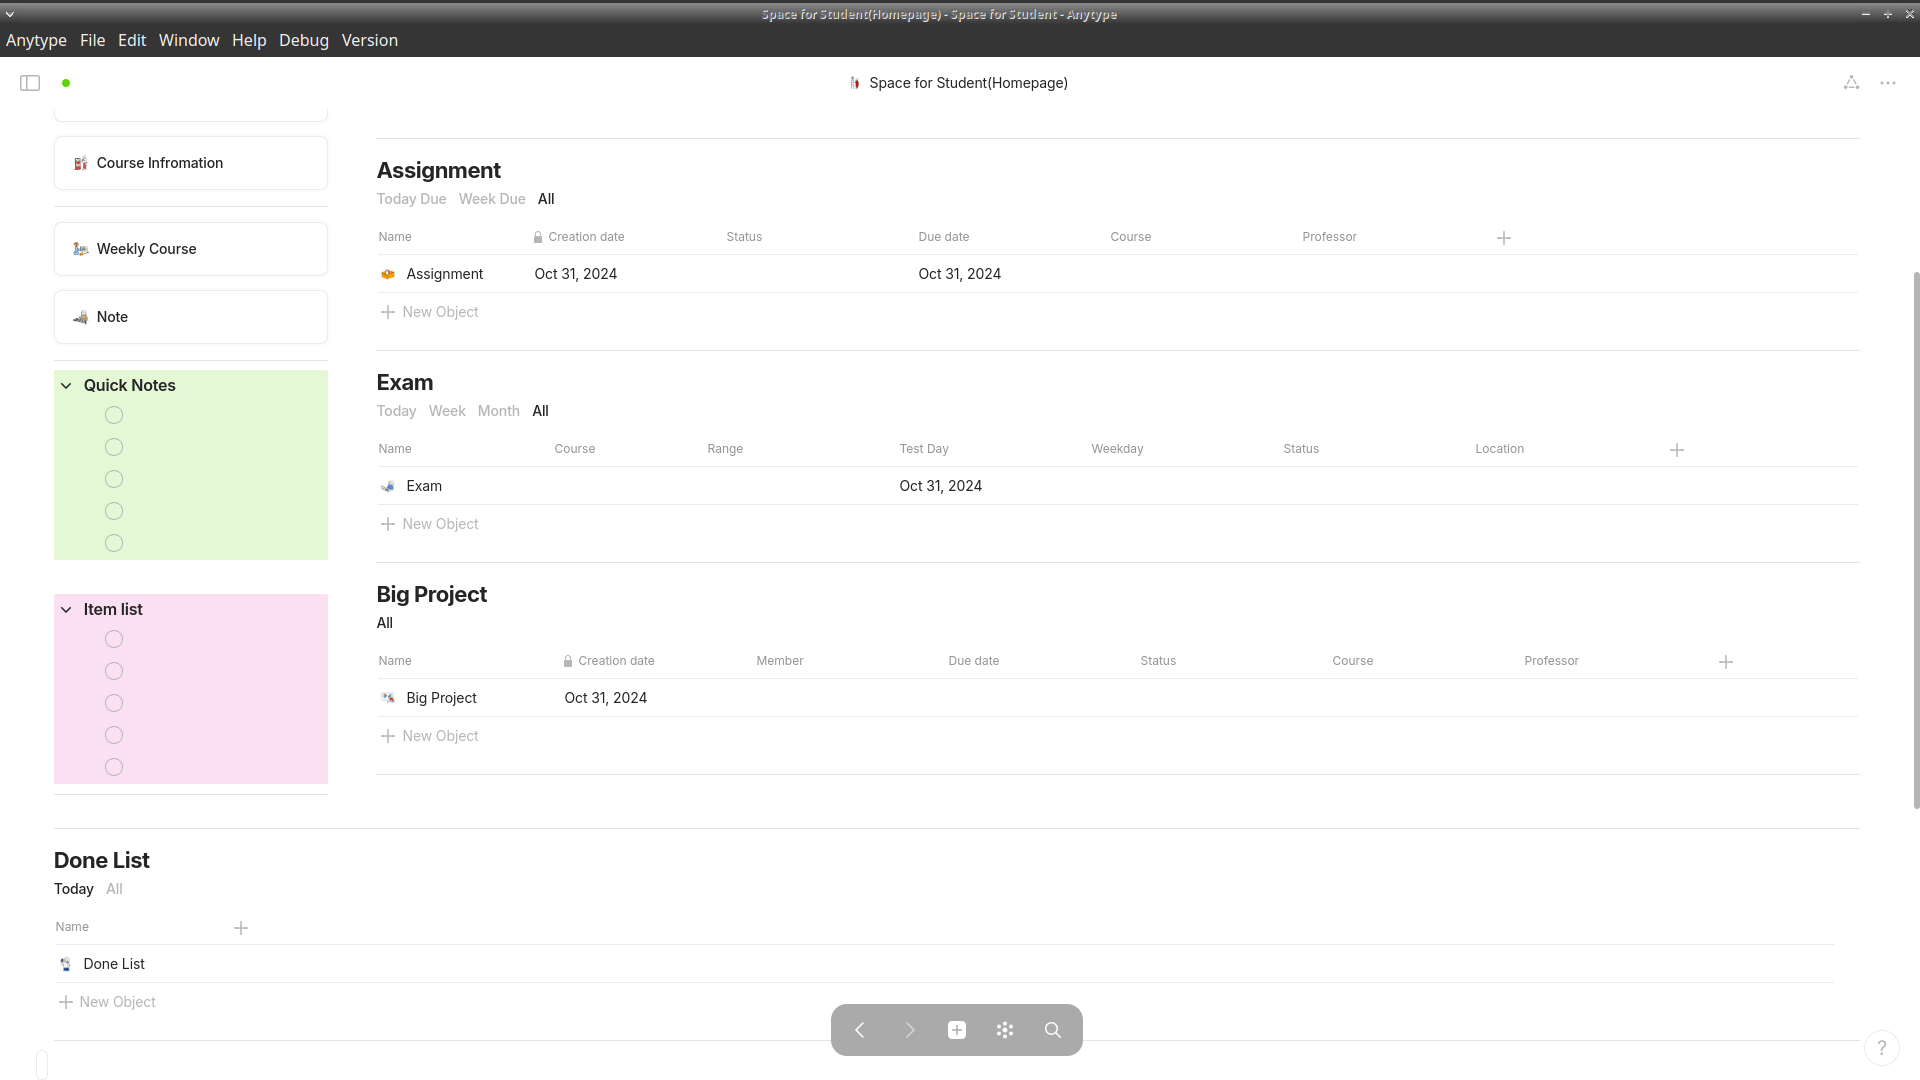 Space for Student(Homepage) - Space for Student - Anytype
Anytype File Edit Window Help Debug Version
Space for Student(Homepage)
Course Infromation
Weekly Course
Note
Quick Notes
Item list
Assignment
Today Due Week Due All
Name Creation date Status Due date Course Professor
Assignment Oct 31, 2024 Oct 31, 2024
New Object
Exam
Today Week Month All
Name Course Range Test Day Weekday Status Location
Exam Oct 31, 2024
New Object
Big Project
All
Name Creation date Member Due date Status Course Professor
Big Project Oct 31, 2024
New Object
Done List
Today All
Name
Done List
New Object
?